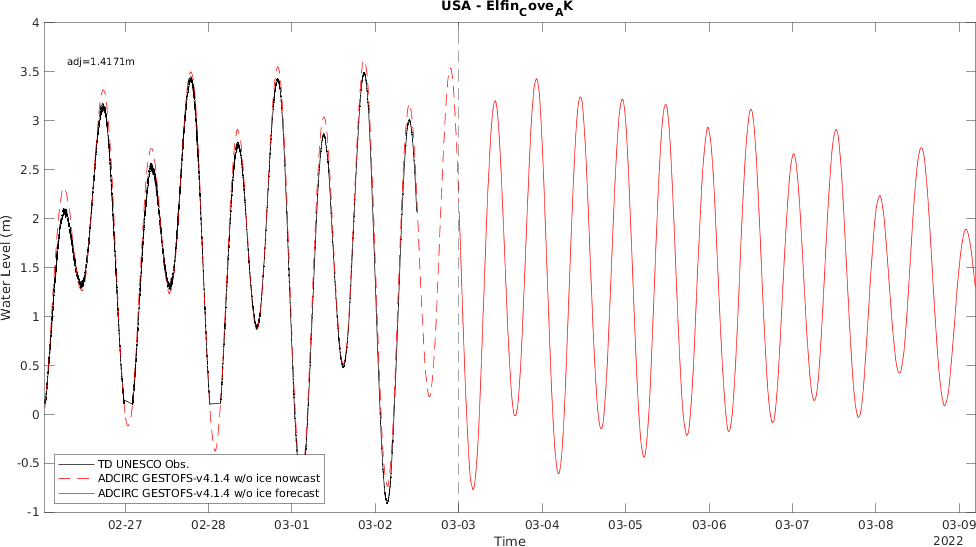 USA - Elfin_Cove_AK
4
3.5
3
2.5
2
1.5
1
0.5
0
-0.5
-1
Water Level (m)
adj=1.4171m
TD UNESCO Obs.
ADCIRC GESTOFS-v4.1.4 w/o ice nowcast
ADCIRC GESTOFS-v4.1.4 w/o ice forecast
02-27 02-28 03-01 03-02 03-03 03-04 03-05 03-06 03-07 03-08 03-09
Time
2022